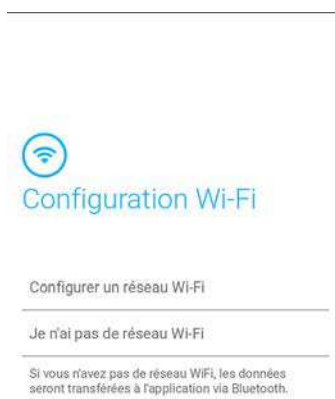 Configuration Wi-Fi
Configurer un réseau Wi-Fi
Je n'ai pas de réseau Wi-Fi
Si vous n'avez pas de réseau WiFi, les données
seront transférées à l'application via Bluetooth.